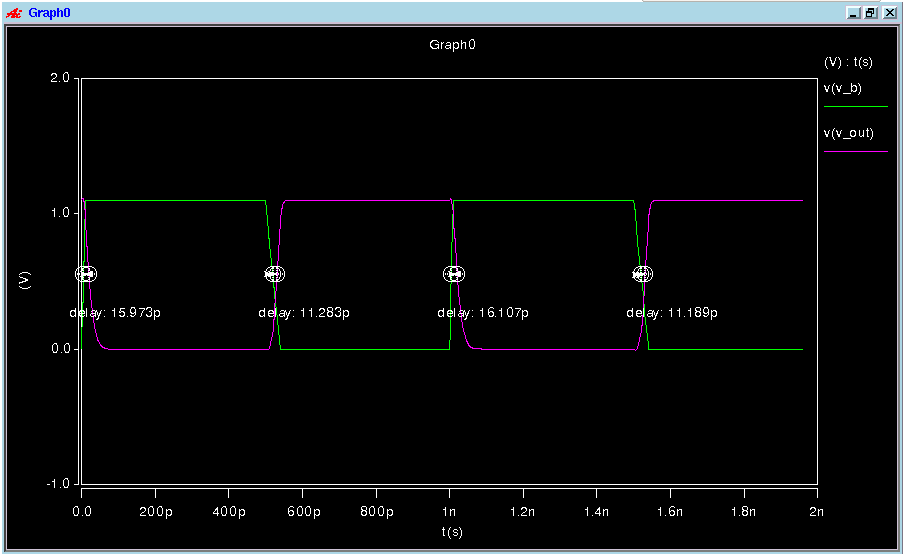 Graph0
Graph0
(V) : t(s)
v(v_b)
v(v_out)
2.0
1.0
0.0
-1.0
(V)
delay: 15.973p
delay: 11.283p
delay: 16.107p
delay: 11.189p
0.0 200p 400p 600p 800p 1n 1.2n 1.4n 1.6n 1.8n 2n
t(s)